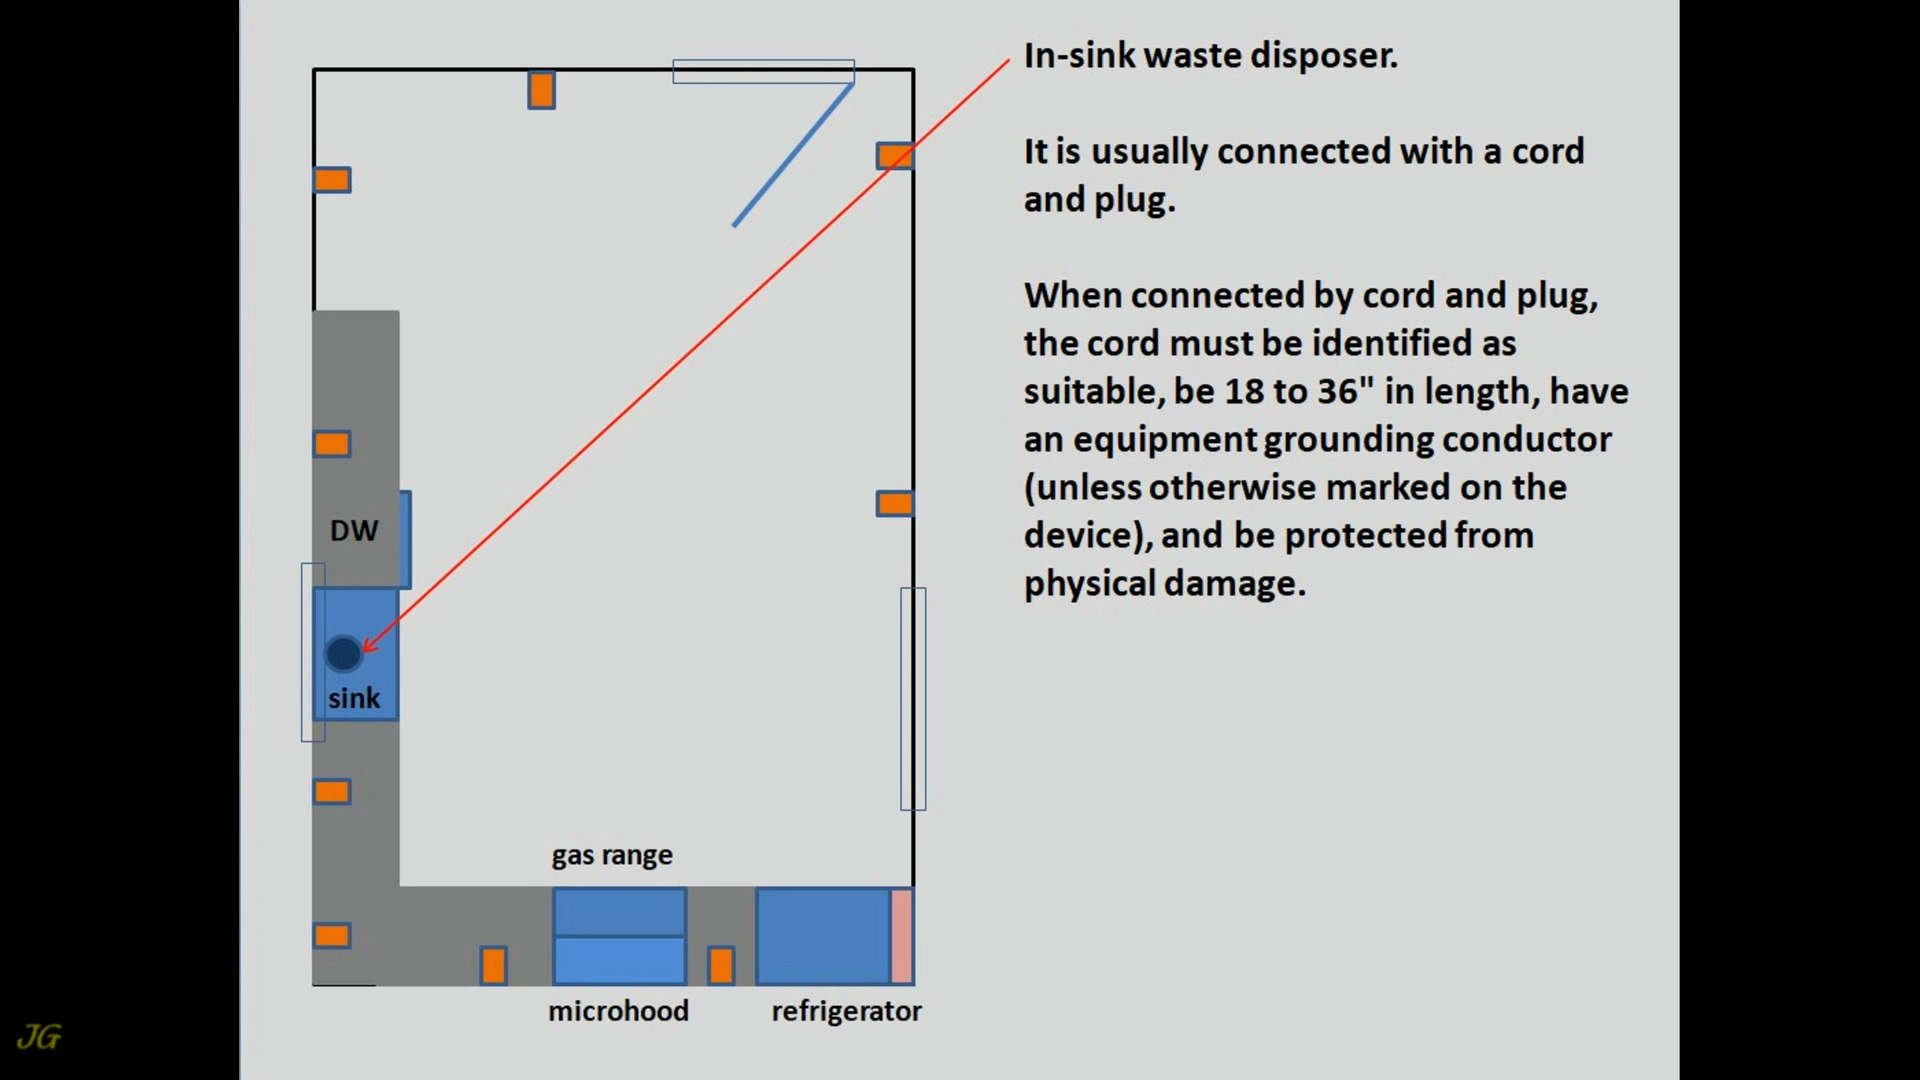 In-sink waste disposer.
It is usually connected with a cord
and plug.
When connected by cord and plug,
the cord must be identified as
suitable, be 18 to 36" in length, have
an equipment grounding conductor
(unless otherwise marked on the
device), and be protected from
physical damage.
DW
sink
gas range
microhood
refrigerator
JG